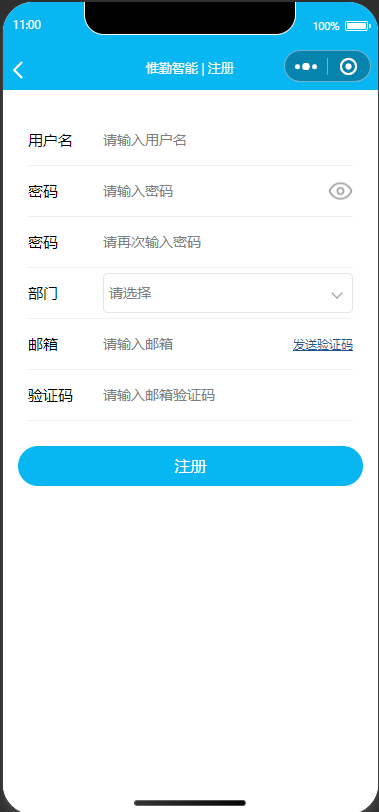 11:00
100%
惟勤智能 | 注册
用户名 请输入用户名
密码 请输入密码
密码 请再次输入密码
部门 请选择
邮箱 请输入邮箱 发送验证码
验证码 请输入邮箱验证码
注册